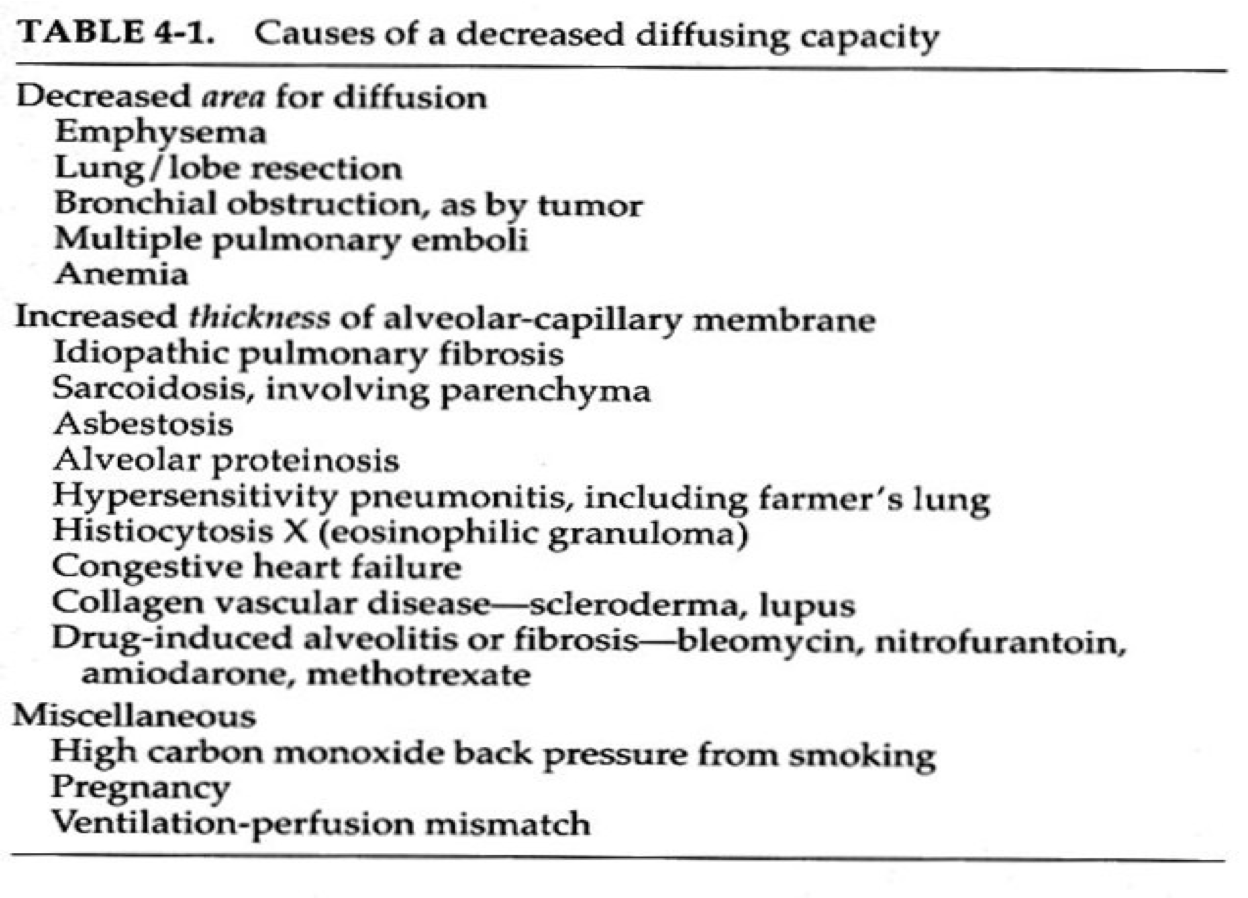 TABLE 4-1. Causes of a decreased diffusing capacity
Decreased area for diffusion
Emphysema
Lung/lobe resection
Bronchial obstruction, as by tumor
Multiple pulmonary emboli
Anemia
Increased thickness of alveolar-capillary membrane
Idiopathic pulmonary fibrosis
Sarcoidosis, involving parenchyma
Asbestosis
Alveolar proteinosis
Hypersensitivity pneumonitis, including farmer's lung
Histiocytosis X (eosinophilic granuloma)
Congestive heart failure
Collagen vascular disease—scleroderma, lupus
Drug-induced alveolitis or fibrosis—bleomycin, nitrofurantoin,
amiodarone, methotrexate
Miscellaneous
High carbon monoxide back pressure from smoking
Pregnancy
Ventilation-perfusion mismatch